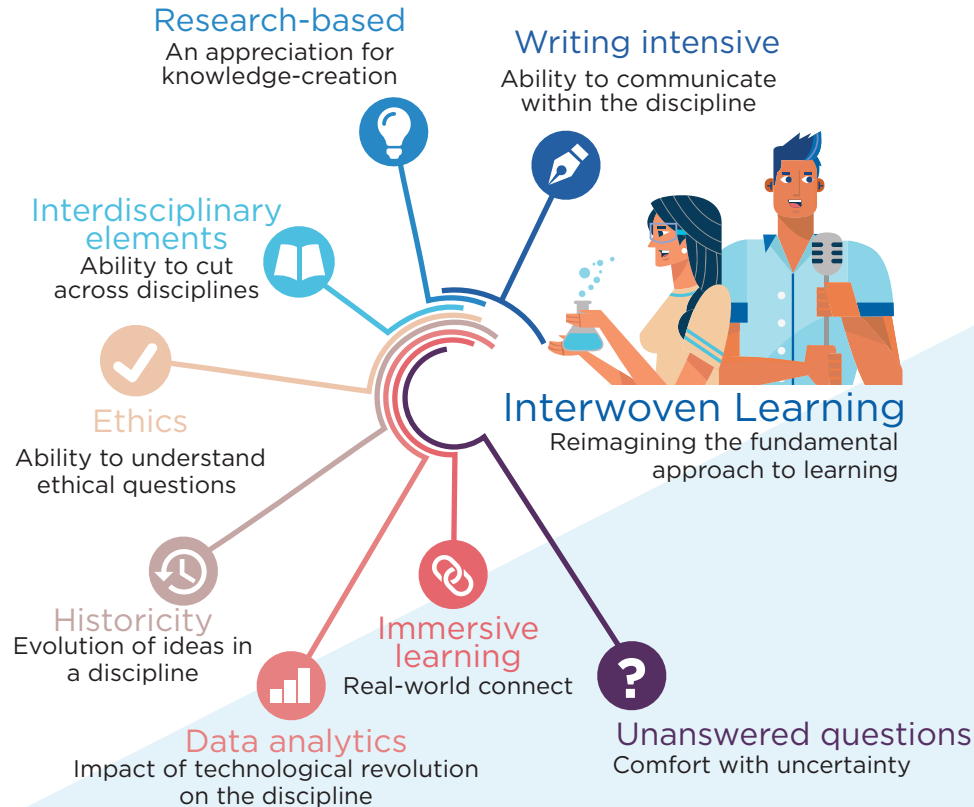 Research-based
An appreciation for
knowledge-creation
Writing intensive
Ability to communicate
within the discipline
Interdisciplinary
elements
Ability to cut
across disciplines
Ethics
Ability to understand
ethical questions
Interwoven Learning
Reimagining the fundamental
approach to learning
Historicity
Evolution of ideas in
a discipline
Immersive
learning
Real-world connect
Data analytics
Impact of technological revolution
on the discipline
?
Unanswered questions
Comfort with uncertainty